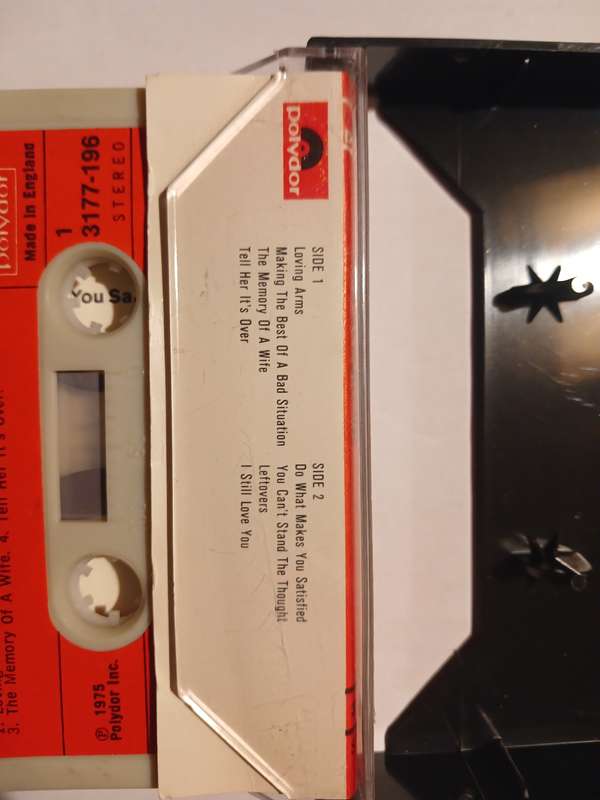 polydor
SIDE 1
Loving Arms
Making The Best Of A Bad Situation
The Memory Of A Wife
Tell Her It's Over
SIDE 2
Do What Makes You Satisfied
You Can't Stand The Thought
Leftovers
I Still Love You
polydor
Made in England
1
3177-196
STEREO
You Sa
3. The Memory Of A Wife. 4. Tell Her It's Over.
℗ 1975
Polydor Inc.